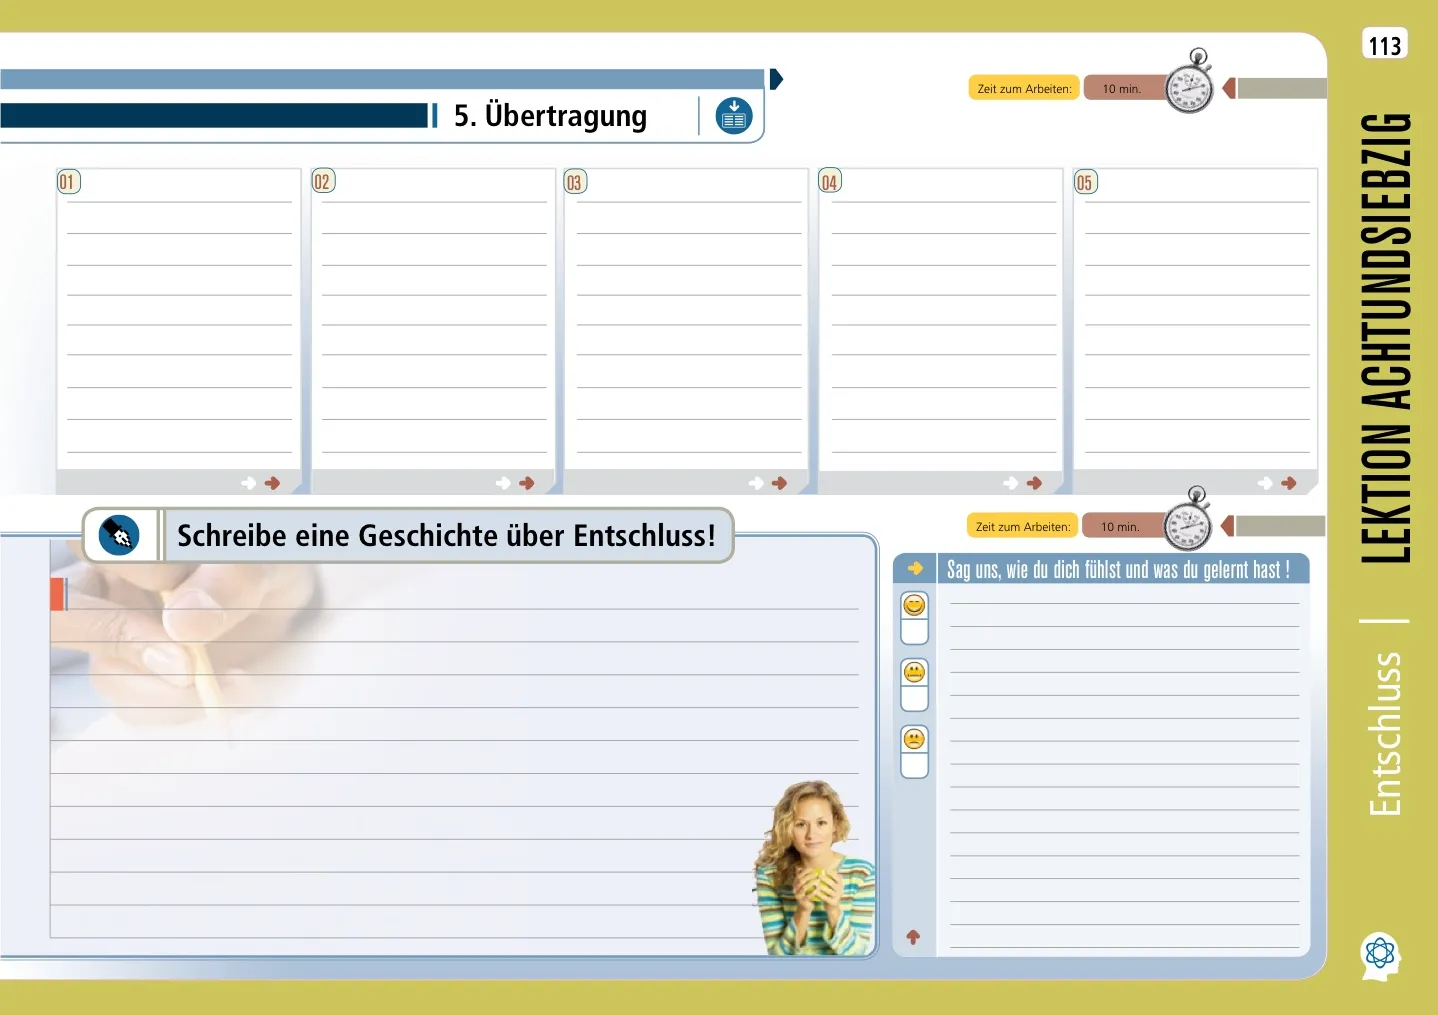 113
Zeit zum Arbeiten: 10 min.
5. Übertragung
01 02 03 04 05
Schreibe eine Geschichte über Entschluss!
Zeit zum Arbeiten: 10 min.
Sag uns, wie du dich fühlst und was du gelernt hast !
LEKTION ACHTUNDSIEBZIG
Entschluss